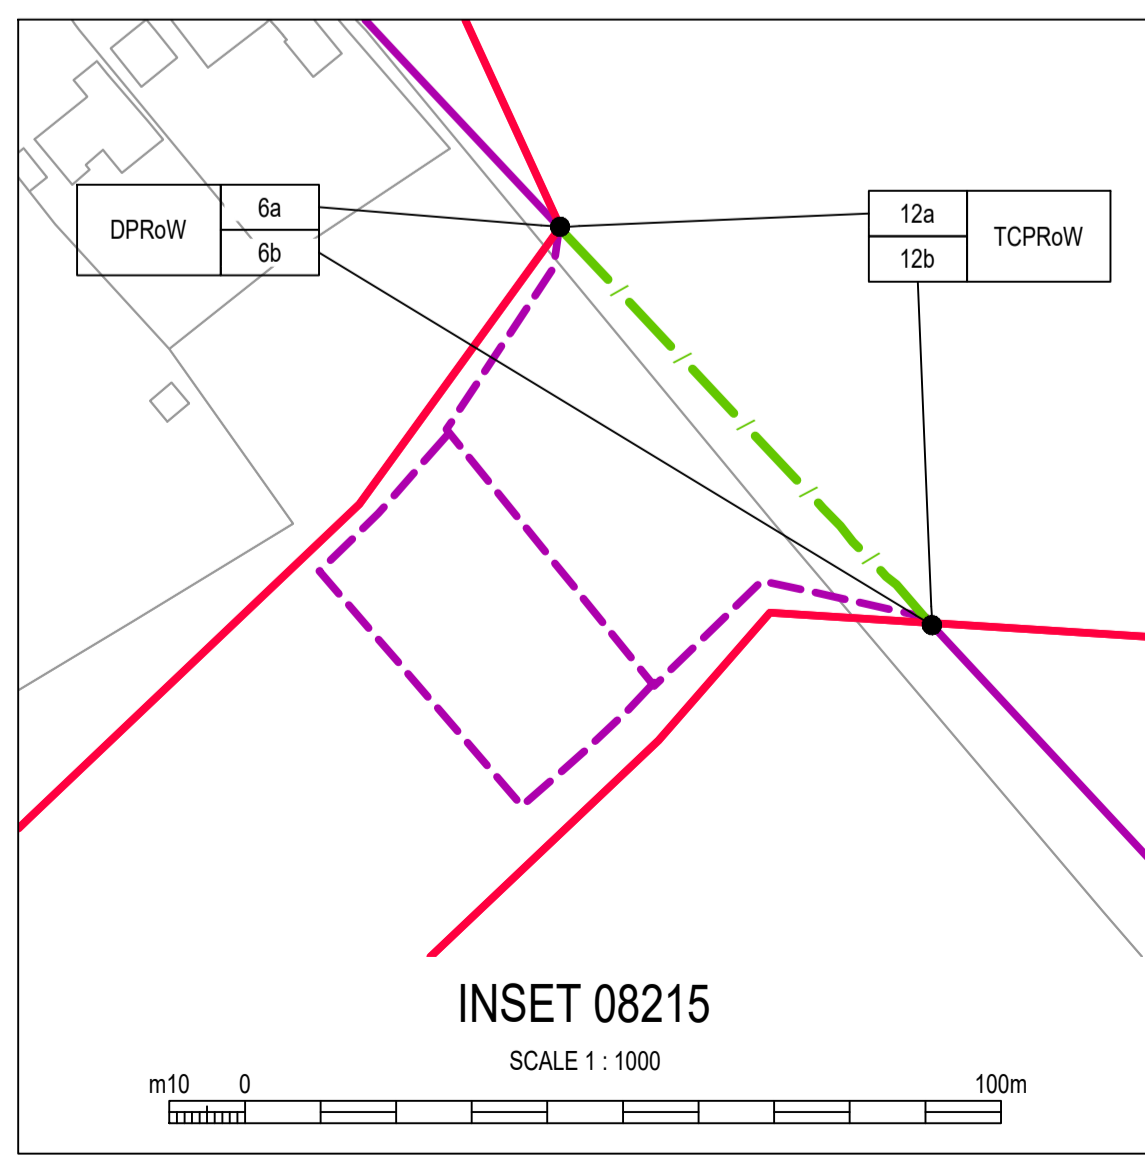 DPRoW 6a
6b
12a TCPRoW
12b
INSET 08215
SCALE 1 : 1000
m10 0 100m